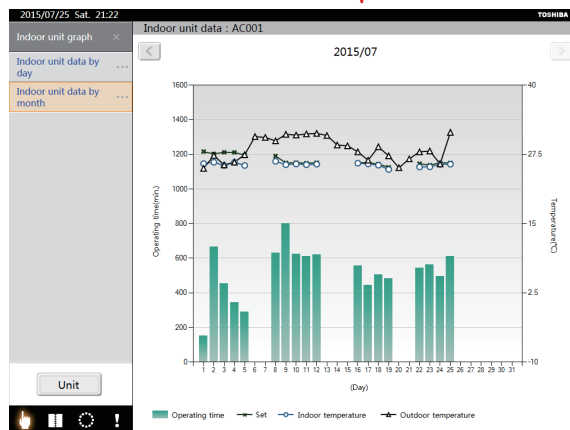 2015/07/25 Sat. 21:22
TOSHIBA
Indoor unit graph ×
Indoor unit data : AC001
Indoor unit data by day ...
Indoor unit data by month ...
< 2015/07 >
1600
1400
1200
1000
800
600
400
200
0
Operating time(min.)
40
27.5
15
2.5
-10
Temperature(℃)
1 2 3 4 5 6 7 8 9 10 11 12 13 14 15 16 17 18 19 20 21 22 23 24 25 26 27 28 29 30 31
(Day)
Operating time Set Indoor temperature Outdoor temperature
Unit
!